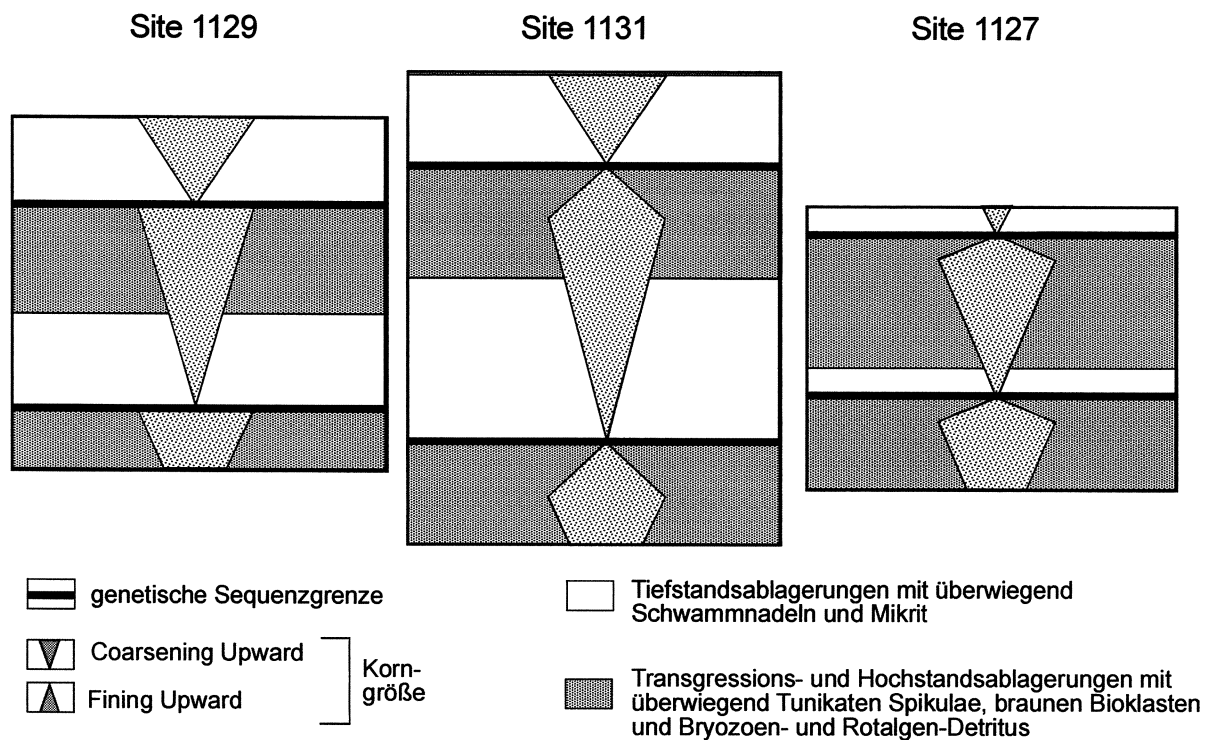 Site 1129
Site 1131
Site 1127
genetische Sequenzgrenze
Coarsening Upward
Fining Upward
Korn-
größe
Tiefstandsablagerungen mit überwiegend
Schwammnadeln und Mikrit
Transgressions- und Hochstandsablagerungen mit
überwiegend Tunikaten Spikulae, braunen Bioklasten
und Bryozoen- und Rotalgen-Detritus